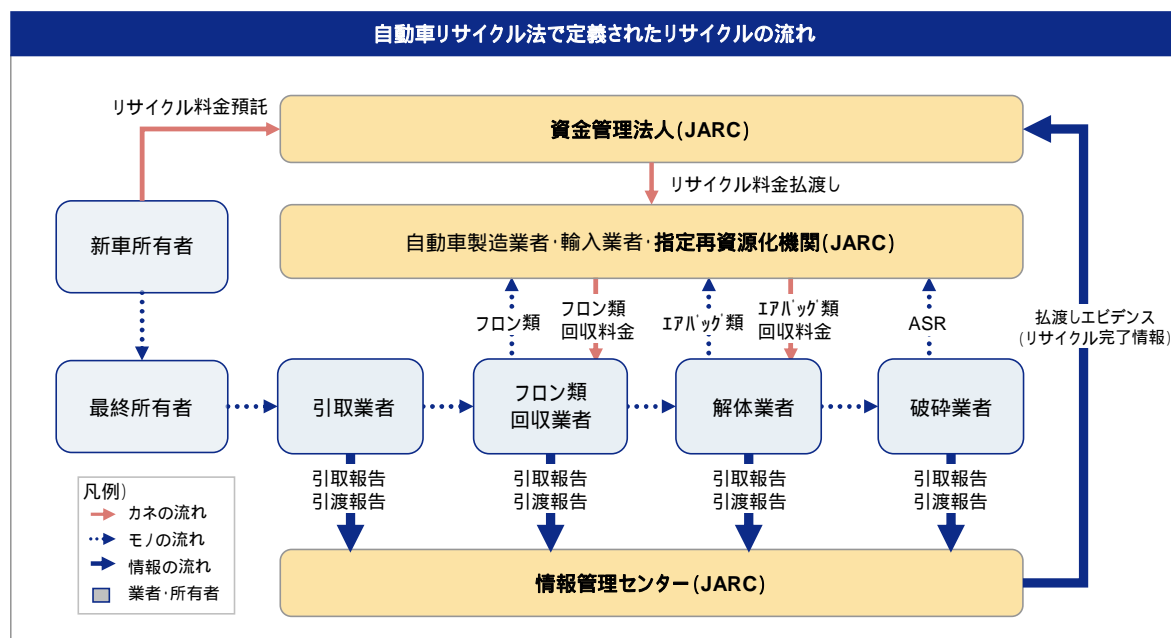 自動車リサイクル法で定義されたリサイクルの流れ
リサイクル料金預託
資金管理法人(JARC)
リサイクル料金払渡し
新車所有者
自動車製造業者･輸入業者･指定再資源化機関(JARC)
フロン類
フロン類
回収料金
ｴｱﾊﾞｯｸﾞ類
ｴｱﾊﾞｯｸﾞ類
回収料金
ASR
払渡しエビデンス
(リサイクル完了情報)
最終所有者
引取業者
フロン類
回収業者
解体業者
破砕業者
引取報告
引渡報告
引取報告
引渡報告
引取報告
引渡報告
引取報告
引渡報告
凡例)
カネの流れ
モノの流れ
情報の流れ
業者･所有者
情報管理センター(JARC)